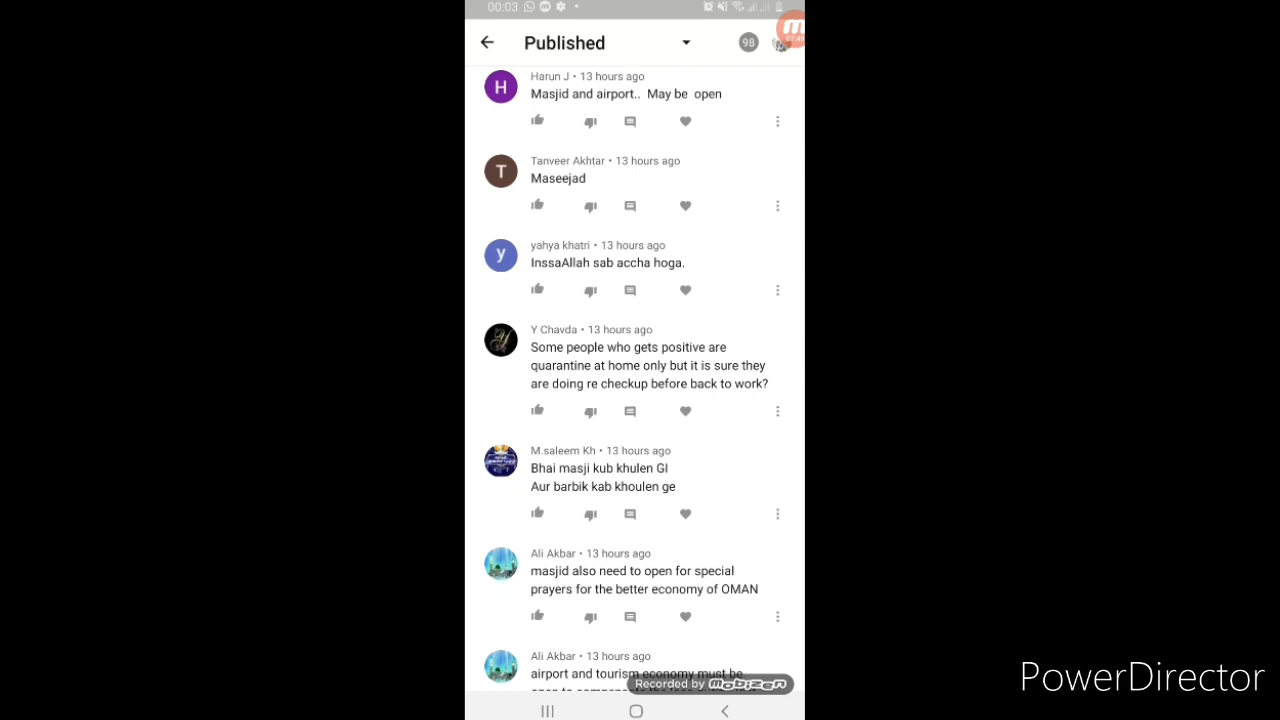 00:03
Published
98
Harun J • 13 hours ago
Masjid and airport.. May be open
Tanveer Akhtar • 13 hours ago
Maseejad
yahya khatri • 13 hours ago
InssaAllah sab accha hoga.
Y Chavda • 13 hours ago
Some people who gets positive are
quarantine at home only but it is sure they
are doing re checkup before back to work?
M.saleem Kh • 13 hours ago
Bhai masji kub khulen GI
Aur barbik kab khoulen ge
Ali Akbar • 13 hours ago
masjid also need to open for special
prayers for the better economy of OMAN
Ali Akbar • 13 hours ago
airport and tourism economy must be
Recorded by mobizen
PowerDirector
H
T
y